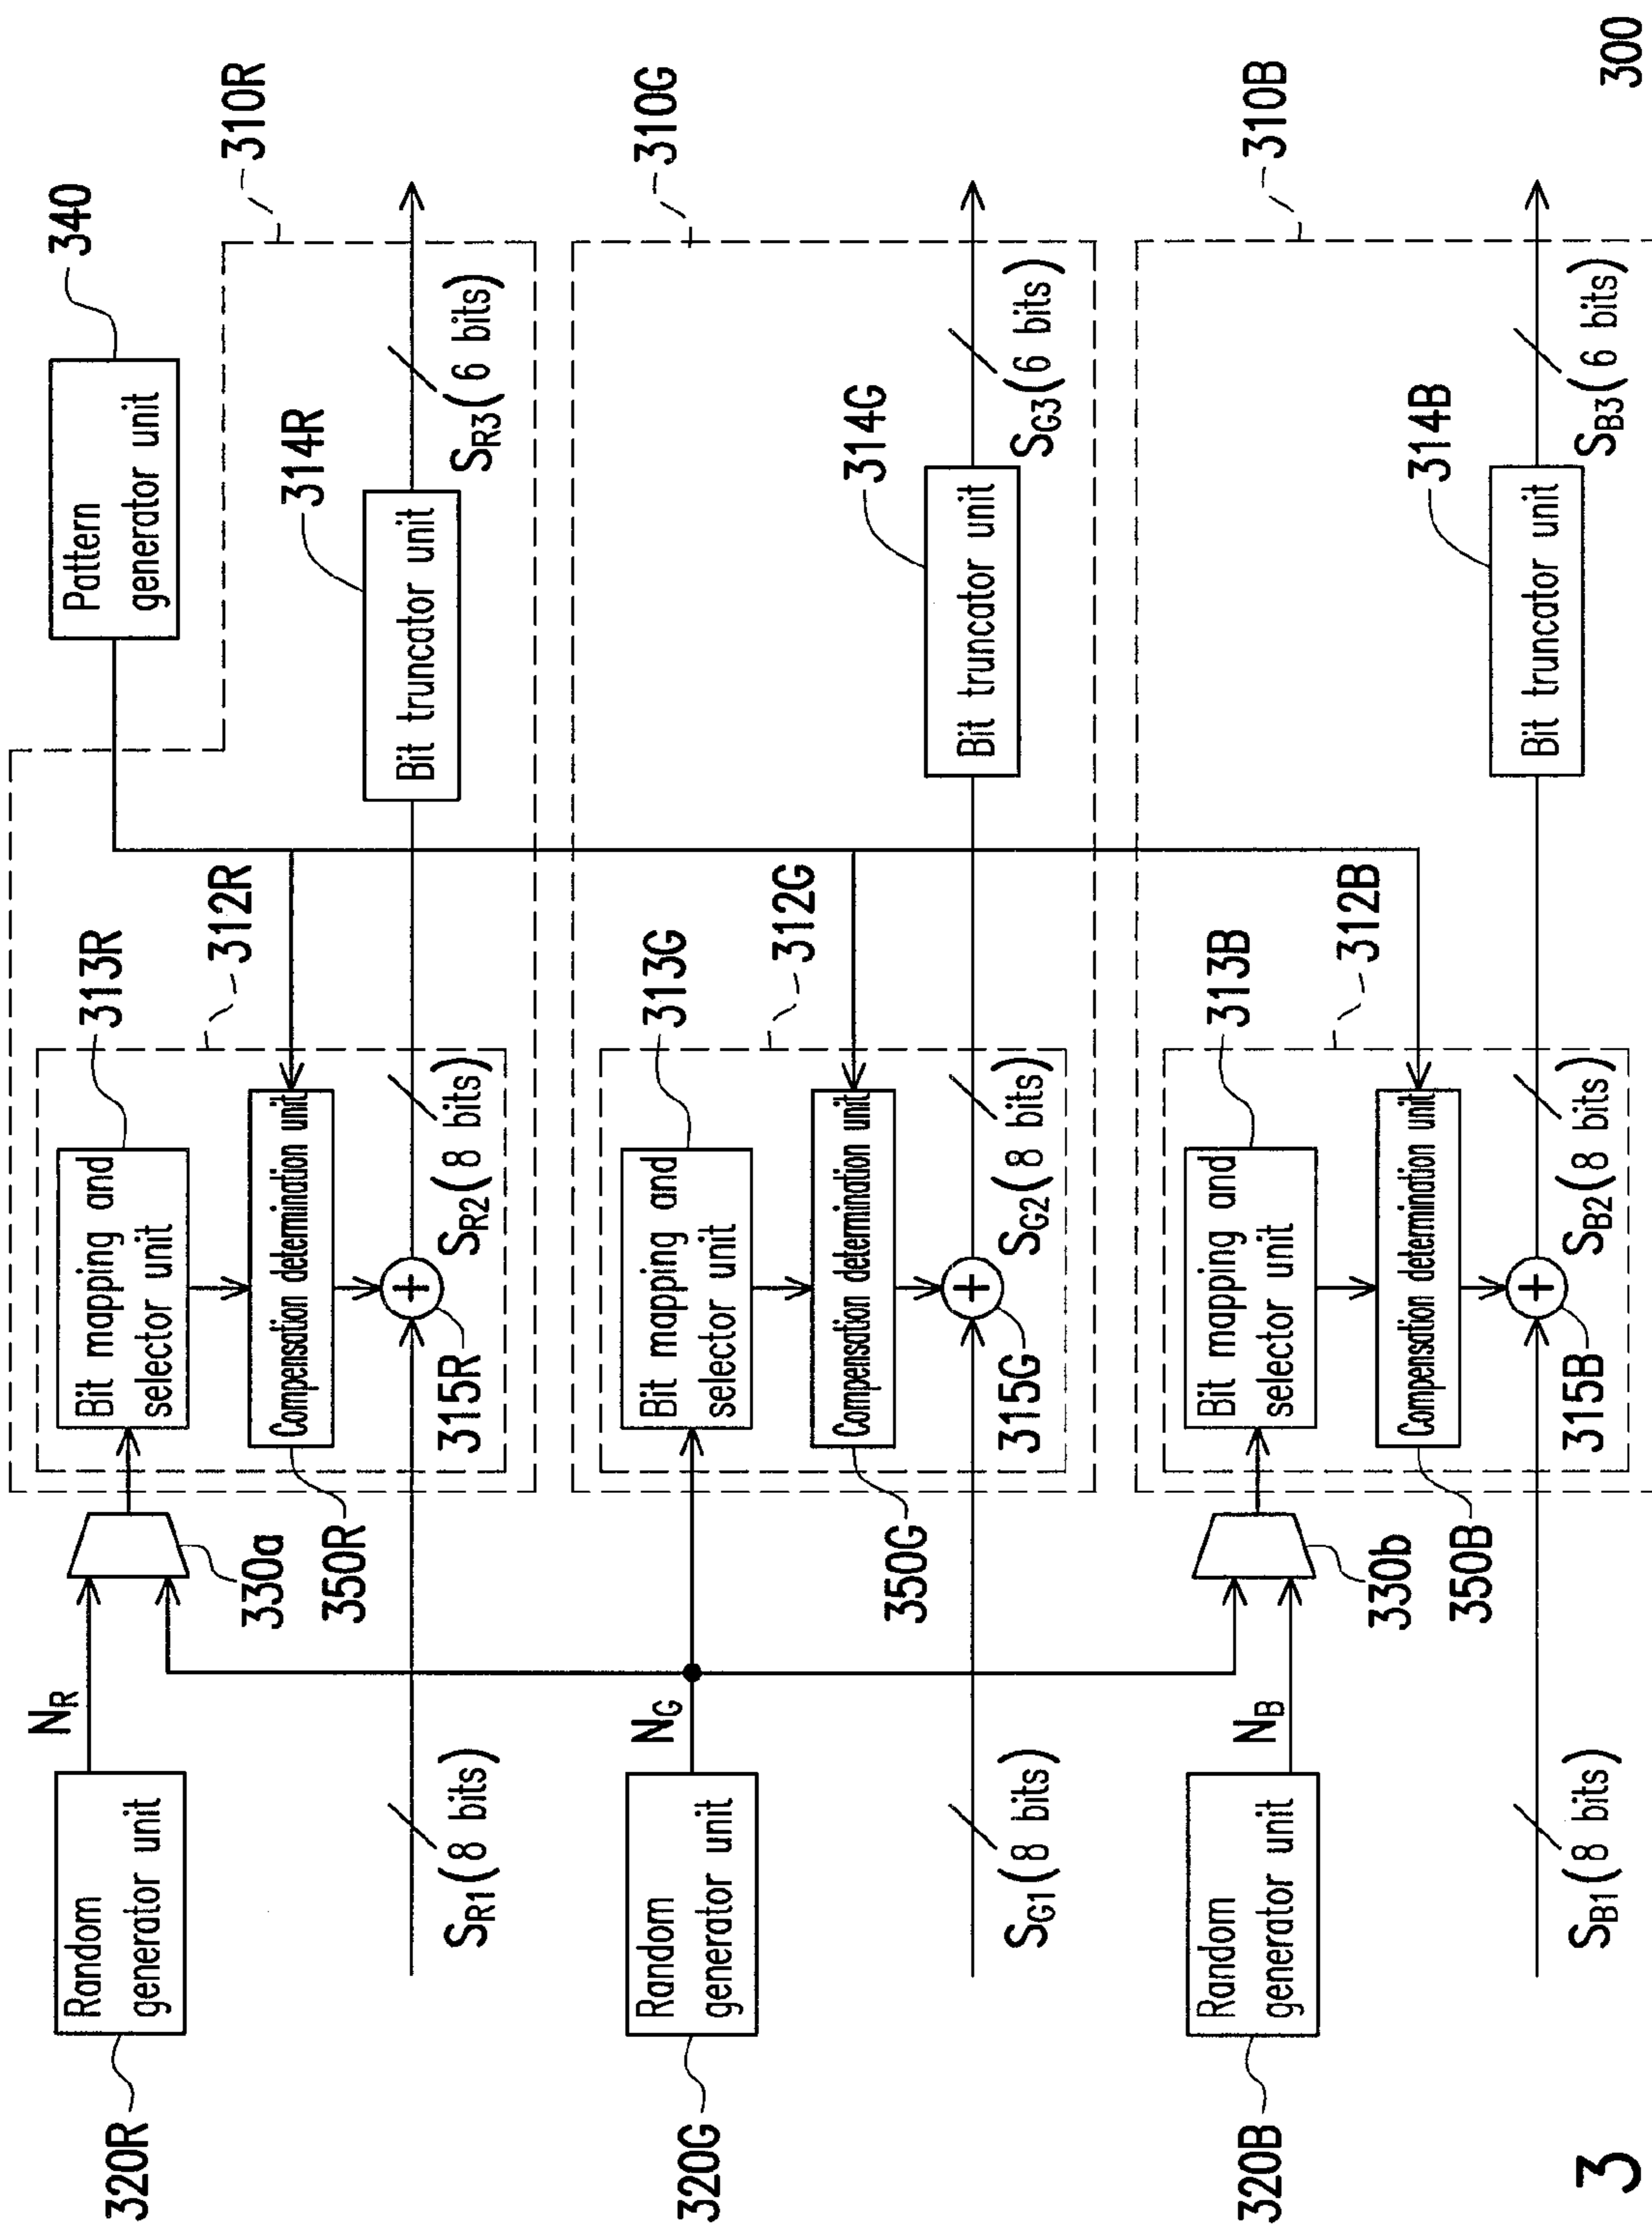 340
Pattern
generator unit
310R
320R
Random
generator unit
N_R
330a
313R
Bit mapping and
selector unit
312R
350R
Compensation determination unit
314R
Bit truncator unit
S_R1 (8 bits)
315R
+
S_R2 (8 bits)
S_R3 (6 bits)
310G
320G
Random
generator unit
N_G
313G
Bit mapping and
selector unit
312G
350G
Compensation determination unit
314G
Bit truncator unit
S_G1 (8 bits)
315G
+
S_G2 (8 bits)
S_G3 (6 bits)
310B
320B
Random
generator unit
N_B
330b
313B
Bit mapping and
selector unit
312B
350B
Compensation determination unit
314B
Bit truncator unit
S_B1 (8 bits)
315B
+
S_B2 (8 bits)
S_B3 (6 bits)
300
3